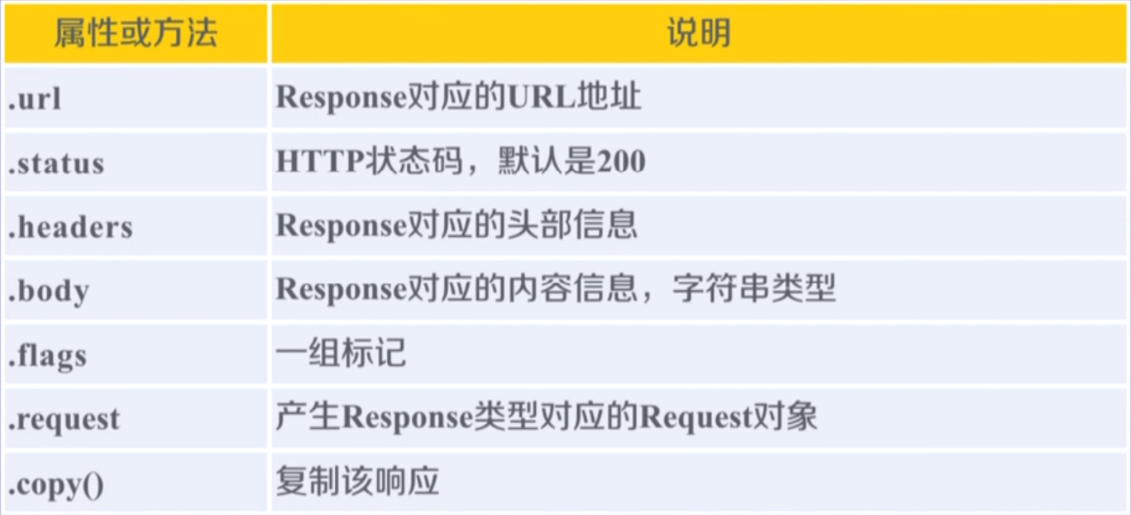 属性或方法 说明
.url Response对应的URL地址
.status HTTP状态码，默认是200
.headers Response对应的头部信息
.body Response对应的内容信息，字符串类型
.flags 一组标记
.request 产生Response类型对应的Request对象
.copy() 复制该响应